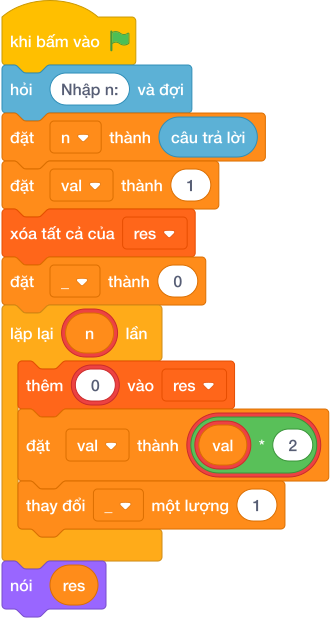 khi bấm vào
hỏi Nhập n: và đợi
đặt n thành câu trả lời
đặt val thành 1
xóa tất cả của res
đặt _ thành 0
lặp lại n lần
thêm 0 vào res
đặt val thành val * 2
thay đổi _ một lượng 1
nói res